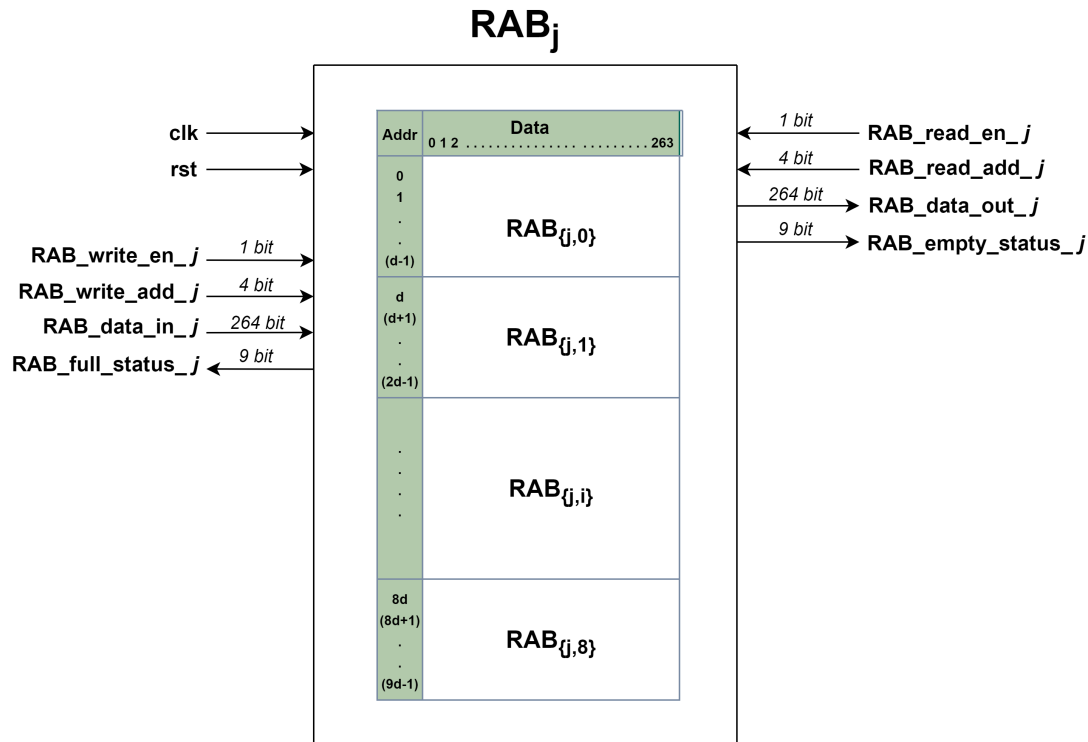 RABj
clk
rst
RAB_write_en_ j
1 bit
RAB_write_add_ j
4 bit
RAB_data_in_ j
264 bit
RAB_full_status_ j
9 bit
Addr
Data
0 1 2 . . . . . . . . . . . . . . . . . . . . . . . . . 263
0
1
.
.
(d-1)
RAB{j,0}
d
(d+1)
.
.
(2d-1)
RAB{j,1}
.
.
.
.
RAB{j,i}
8d
(8d+1)
.
.
(9d-1)
RAB{j,8}
1 bit
RAB_read_en_ j
4 bit
RAB_read_add_ j
264 bit
RAB_data_out_ j
9 bit
RAB_empty_status_ j